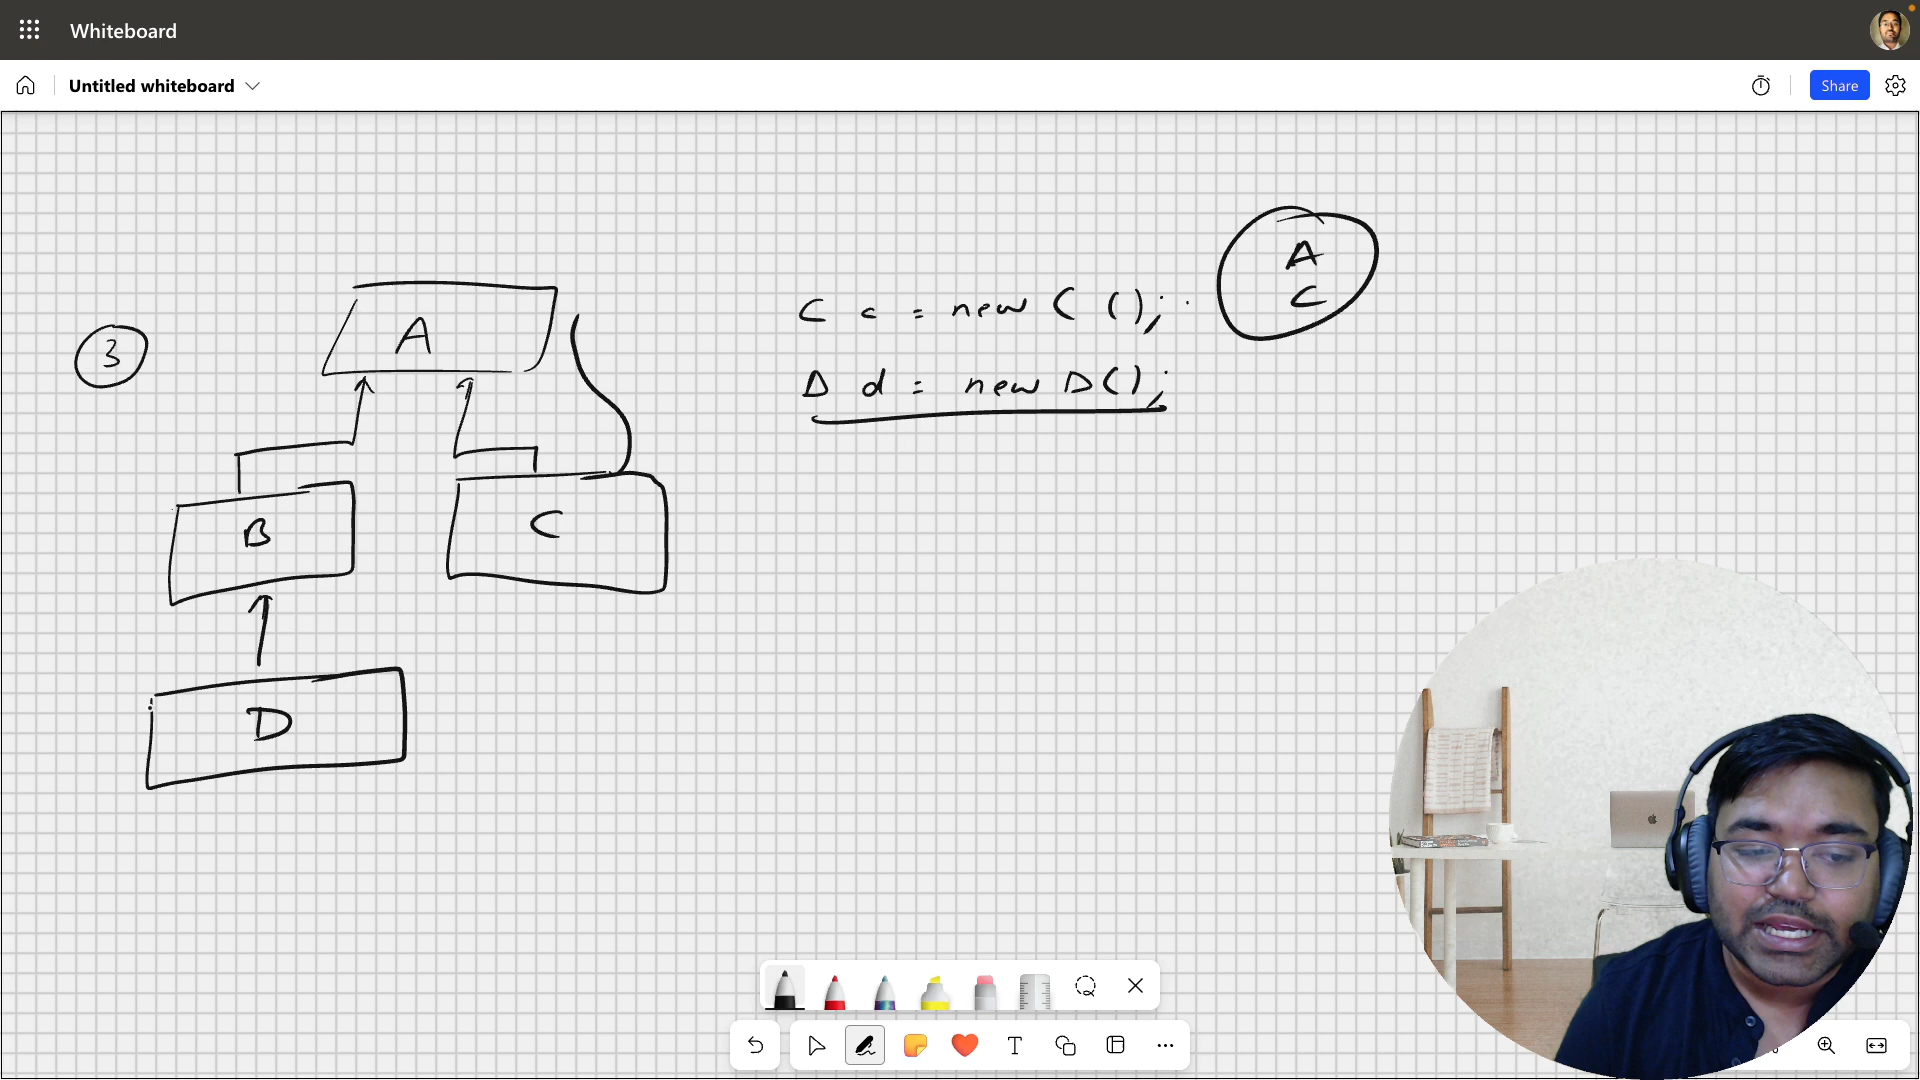 Whiteboard
Untitled whiteboard
Share
3
A
B
C
D
C c = new C ();
D d = new D();
A
C